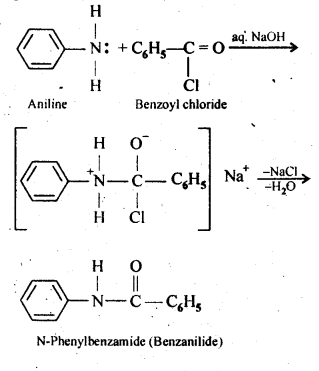 H
N: + C₆H₅—C=O aq. NaOH
H Cl
Aniline Benzoyl chloride
H O⁻
N⁺—C—C₆H₅ Na⁺ –NaCl
–H₂O
H Cl
H O
N—C—C₆H₅
N-Phenylbenzamide (Benzanilide)